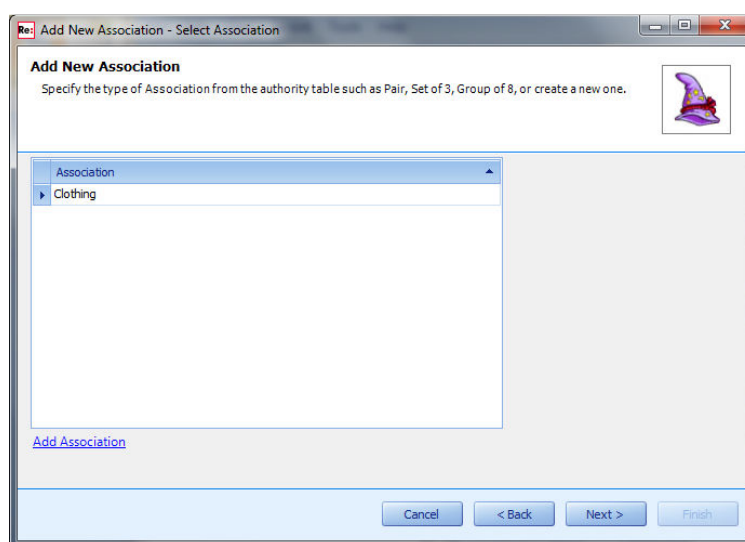 Re: Add New Association - Select Association
Add New Association
Specify the type of Association from the authority table such as Pair, Set of 3, Group of 8, or create a new one.
Association
Clothing
Add Association
Cancel < Back Next > Finish